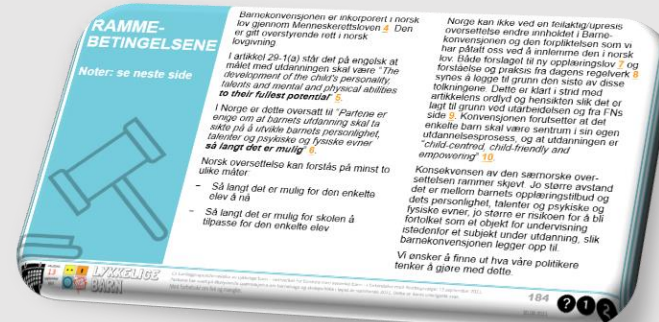 RAMME-
BETINGELSENE
Noter: se neste side
Barnekonvensjonen er inkorporert i norsk
lov gjennom Menneskerettsloven 4. Den
er gitt overstyrende rett i norsk
lovgivning
I artikkel 29-1(a) står det på engelsk at
målet med utdanningen skal være "The
development of the child's personality,
talents and mental and physical abilities
to their fullest potential" 5.
I Norge er dette oversatt til "Partene er
enige om at barnets utdanning skal ta
sikte på å utvikle barnets personlighet,
talenter og psykiske og fysiske evner
så langt det er mulig" 6.
Norsk oversettelse kan forstås på minst to
ulike måter:
- Så langt det er mulig for den enkelte
elev å nå
- Så langt det er mulig for skolen å
tilpasse for den enkelte elev
Norge kan ikke ved en feilaktig/upresis
oversettelse endre innholdet i Barne-
konvensjonen og den forpliktelsen som vi
har påtatt oss ved å innlemme den i norsk
lov. Både forslaget til ny opplæringslov 7 og
forståelse og praksis fra dagens regelverk 8
synes å legge til grunn den siste av disse
tolkningene. Dette er klart i strid med
artikkelens ordlyd og hensikten slik det er
lagt til grunn ved utarbeidelsen og fra FNs
side 9. Konvensjonen forutsetter at det
enkelte barn skal være sentrum i sin egen
utdannelsesprosess, og at utdanningen er
"child-centred, child-friendly and
empowering" 10.
Konsekvensen av den særnorske over-
settelsen rammer skjevt. Jo større avstand
det er mellom barnets opplæringstilbud og
dets personlighet, talenter og psykiske og
fysiske evner, jo større er risikoen for å bli
fortolket som et objekt for undervisning
istedenfor et subjekt under utdanning, slik
barnekonvensjonen legger opp til.
Vi ønsker å finne ut hva våre politikere
tenker å gjøre med dette.
LYKKELIGE
BARN
184